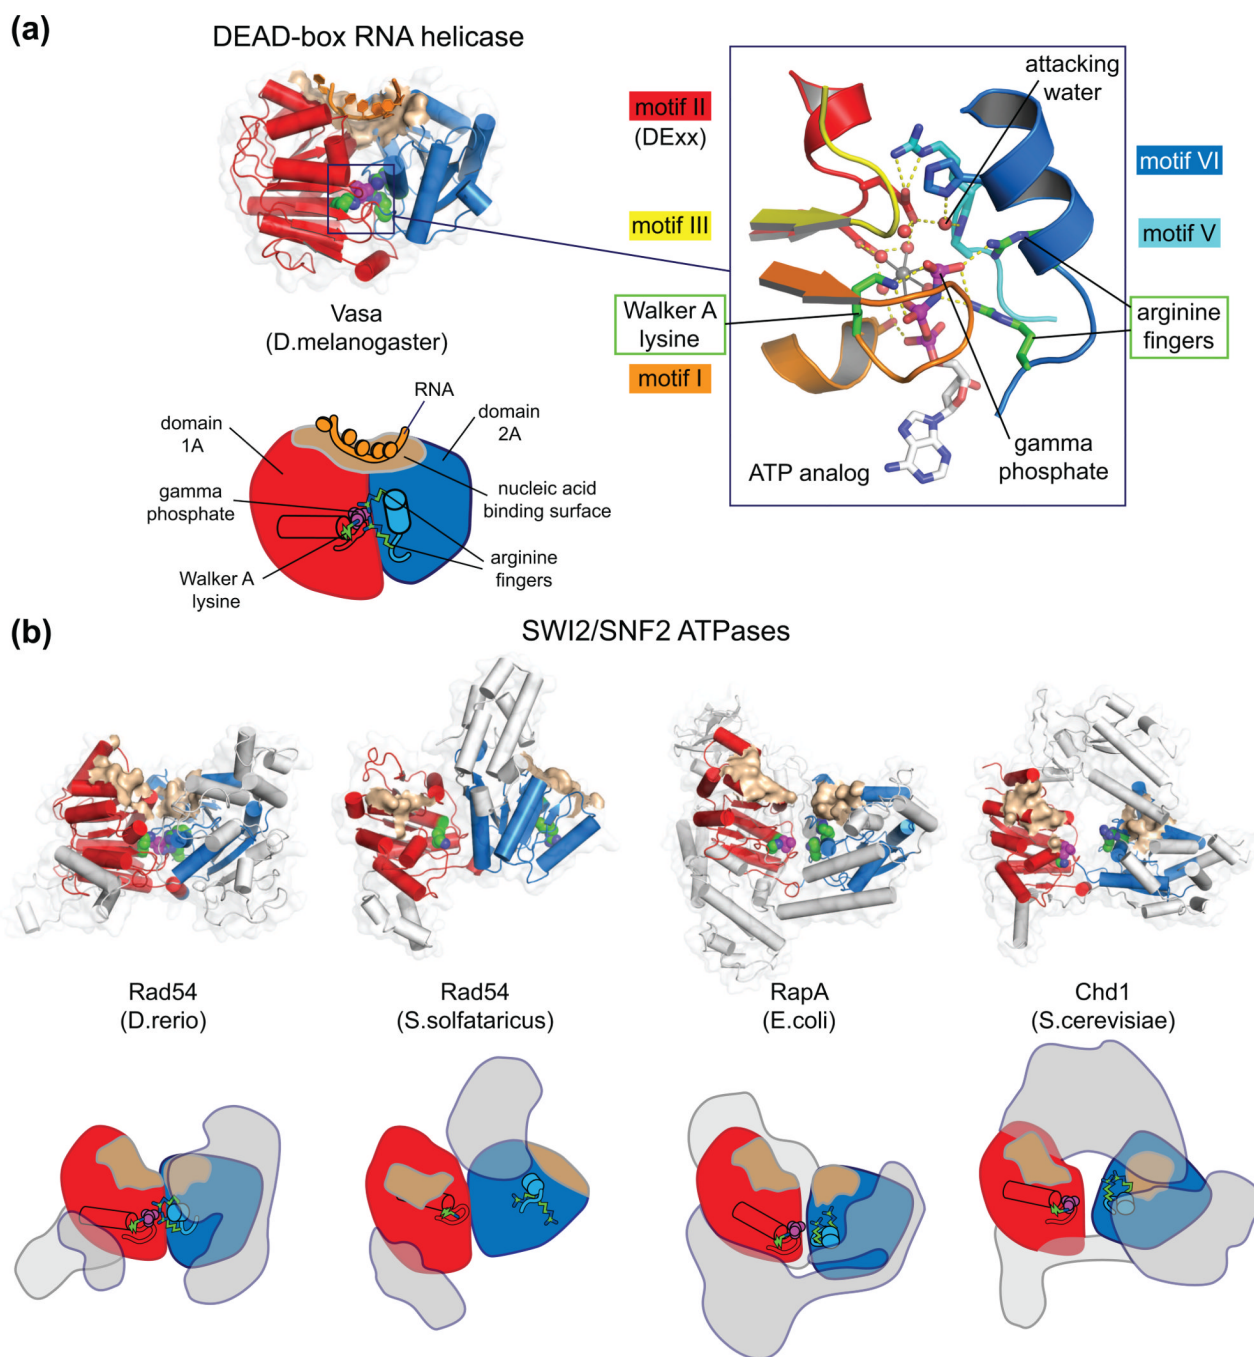 (a)
DEAD-box RNA helicase
Vasa
(D.melanogaster)
motif II
(DExx)
motif III
Walker A
lysine
motif I
attacking
water
motif VI
motif V
arginine
fingers
gamma
phosphate
ATP analog
RNA
domain
1A
domain
2A
gamma
phosphate
nucleic acid
binding surface
Walker A
lysine
arginine
fingers
(b)
SWI2/SNF2 ATPases
Rad54
(D.rerio)
Rad54
(S.solfataricus)
RapA
(E.coli)
Chd1
(S.cerevisiae)